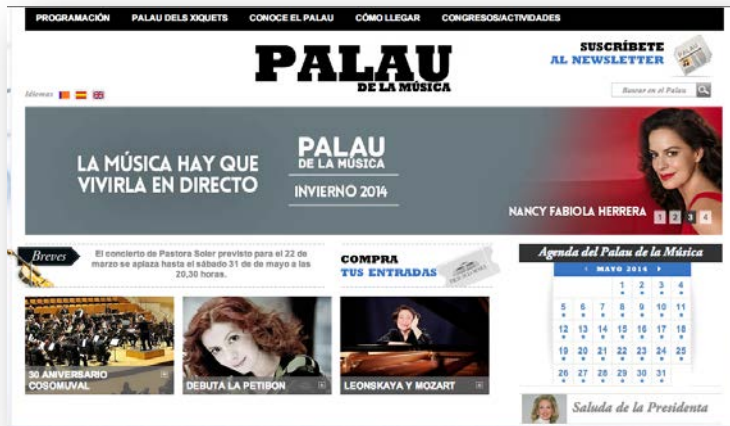 PROGRAMACIÓN PALAU DELS XIQUETS CONOCE EL PALAU CÓMO LLEGAR CONGRESOS/ACTIVIDADES
PALAU
DE LA MÚSICA
SUSCRÍBETE
AL NEWSLETTER
Idiomas
Buscar en el Palau
LA MÚSICA HAY QUE
VIVIRLA EN DIRECTO
PALAU
DE LA MÚSICA
INVIERNO 2014
NANCY FABIOLA HERRERA 1 2 3 4
Breves
El concierto de Pastora Soler previsto para el 22 de
marzo se aplaza hasta el sábado 31 de de mayo a las
20,30 horas.
COMPRA
TUS ENTRADAS
30 ANIVERSARIO
COSOMUVAL
DEBUTA LA PETIBON
LEONSKAYA Y MOZART
Agenda del Palau de la Música
MAYO 2014
1 2 3 4
5 6 7 8 9 10 11
12 13 14 15 16 17 18
19 20 21 22 23 24 25
26 27 28 29 30 31
Saluda de la Presidenta